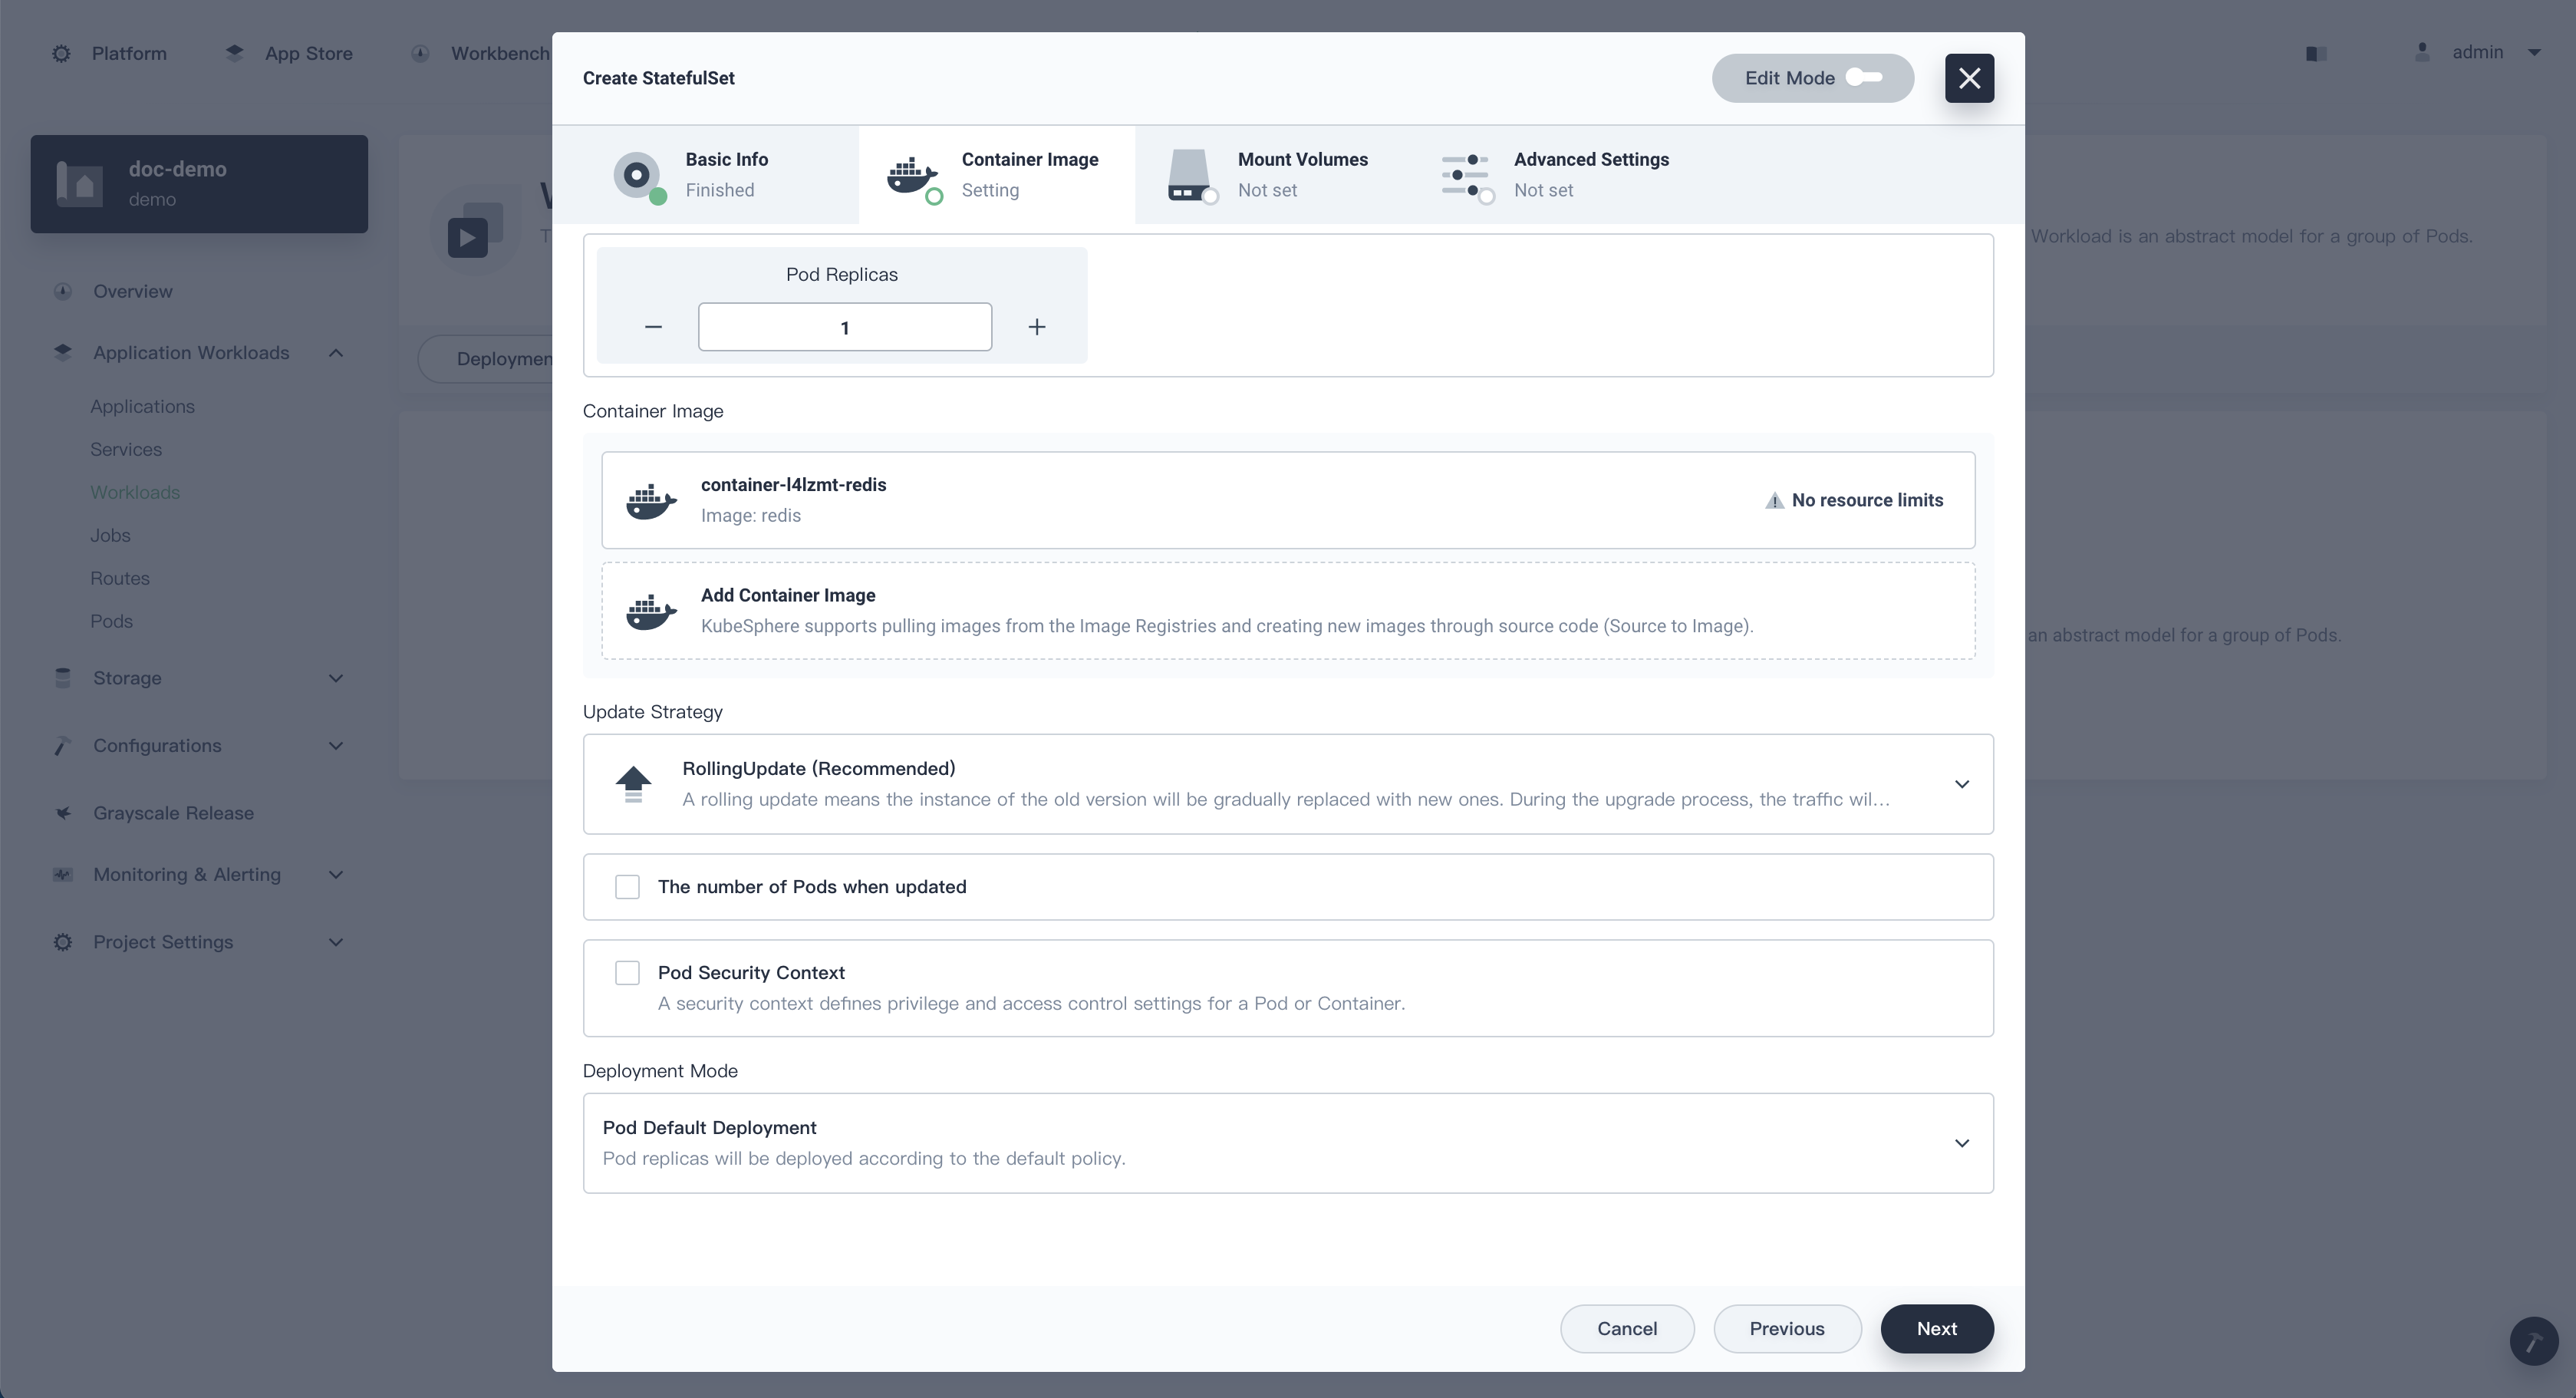 Platform
App Store
Workbench
admin
Create StatefulSet
Edit Mode
doc-demo
demo
Overview
Application Workloads
Applications
Services
Workloads
Jobs
Routes
Pods
Storage
Configurations
Grayscale Release
Monitoring & Alerting
Project Settings
Workload is an abstract model for a group of Pods.
Deploymen
an abstract model for a group of Pods.
Basic Info
Finished
Container Image
Setting
Mount Volumes
Not set
Advanced Settings
Not set
Pod Replicas
1
Container Image
container-l4lzmt-redis
Image: redis
No resource limits
Add Container Image
KubeSphere supports pulling images from the Image Registries and creating new images through source code (Source to Image).
Update Strategy
RollingUpdate (Recommended)
A rolling update means the instance of the old version will be gradually replaced with new ones. During the upgrade process, the traffic wil...
The number of Pods when updated
Pod Security Context
A security context defines privilege and access control settings for a Pod or Container.
Deployment Mode
Pod Default Deployment
Pod replicas will be deployed according to the default policy.
Cancel
Previous
Next